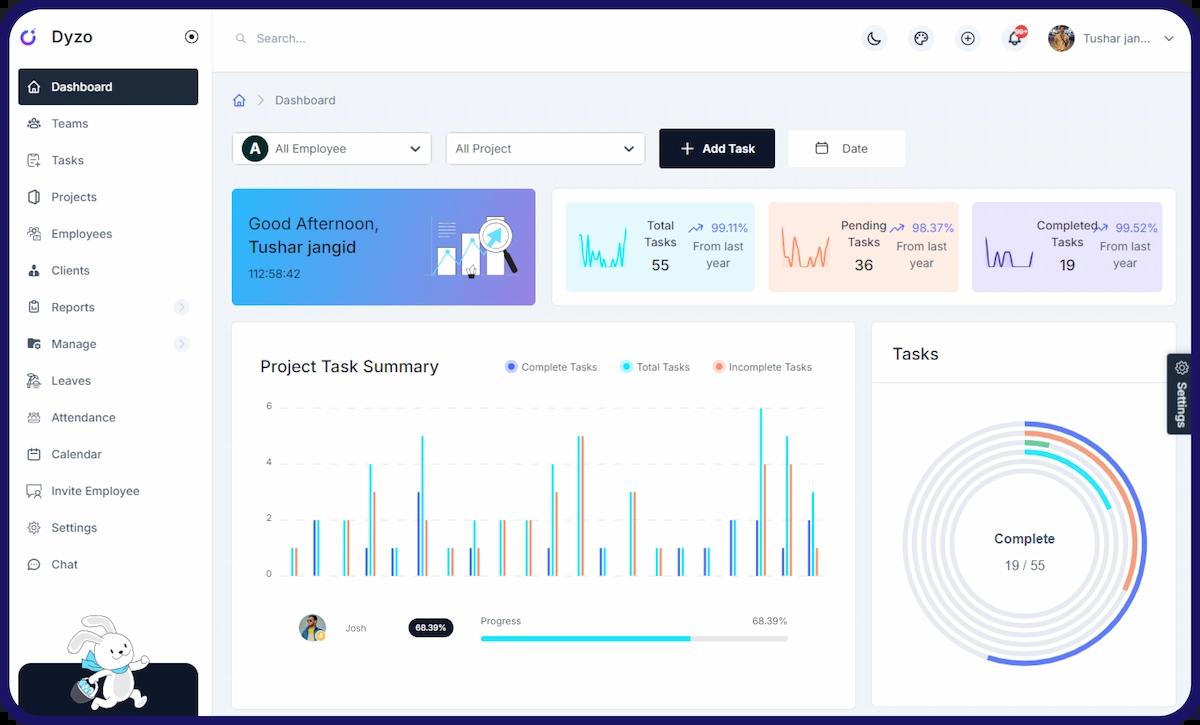 Dyzo
Search...
99+
Tushar jan...
Dashboard
Teams
Tasks
Projects
Employees
Clients
Reports
Manage
Leaves
Attendance
Calendar
Invite Employee
Settings
Chat
Dashboard
A All Employee
All Project
Add Task
Date
Good Afternoon,
Tushar jangid
112:58:42
Total
Tasks
55
99.11%
From last
year
Pending
Tasks
36
98.37%
From last
year
Completed
Tasks
19
99.52%
From last
year
Project Task Summary
Complete Tasks
Total Tasks
Incomplete Tasks
6
4
2
0
Josh
68.39%
Progress
68.39%
Tasks
Complete
19 / 55
Settings